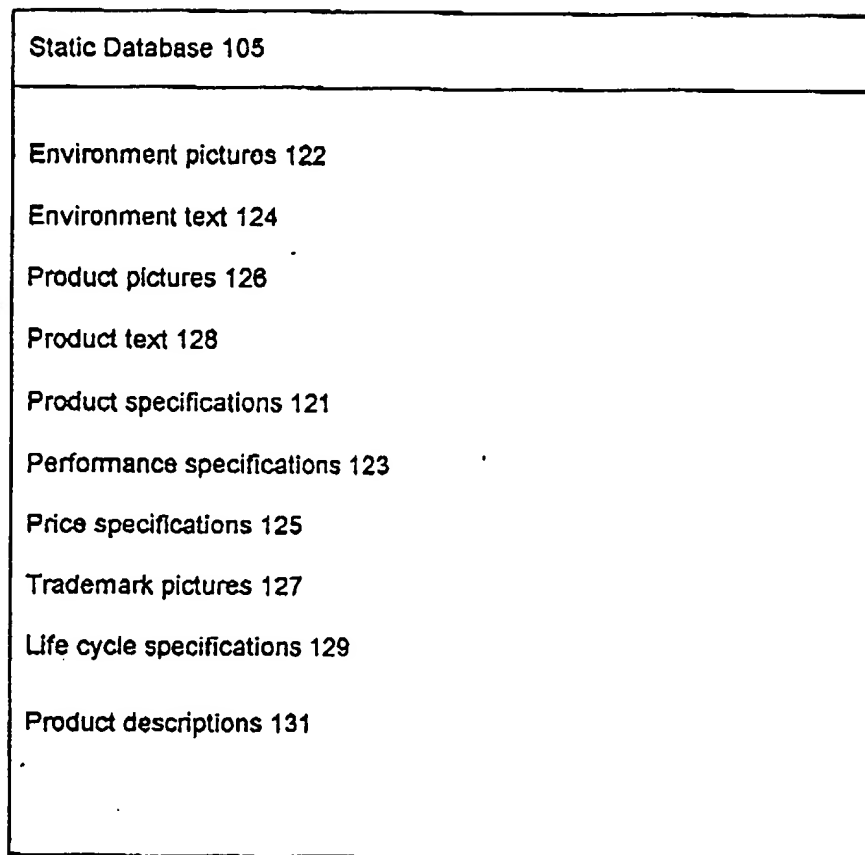 Static Database 105
Environment pictures 122
Environment text 124
Product pictures 126
Product text 128
Product specifications 121
Performance specifications 123
Price specifications 125
Trademark pictures 127
Life cycle specifications 129
Product descriptions 131